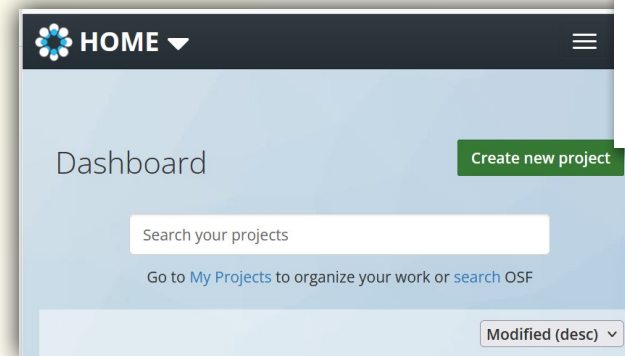 HOME
Dashboard
Create new project
Search your projects
Go to My Projects to organize your work or search OSF
Modified (desc)